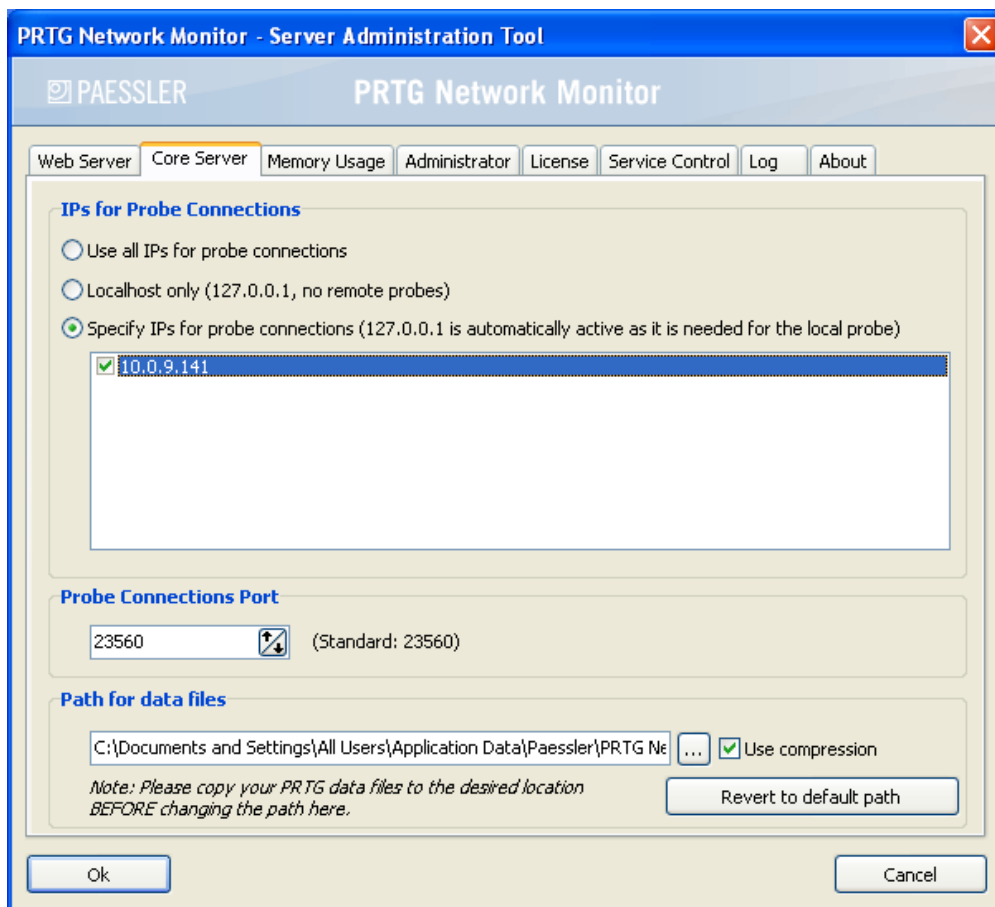 PRTG Network Monitor - Server Administration Tool
PAESSLER PRTG Network Monitor
Web Server Core Server Memory Usage Administrator License Service Control Log About
IPs for Probe Connections
Use all IPs for probe connections
Localhost only (127.0.0.1, no remote probes)
Specify IPs for probe connections (127.0.0.1 is automatically active as it is needed for the local probe)
10.0.9.141
Probe Connections Port
23560 (Standard: 23560)
Path for data files
C:\Documents and Settings\All Users\Application Data\Paessler\PRTG Ne ... Use compression
Note: Please copy your PRTG data files to the desired location
BEFORE changing the path here.
Revert to default path
Ok Cancel